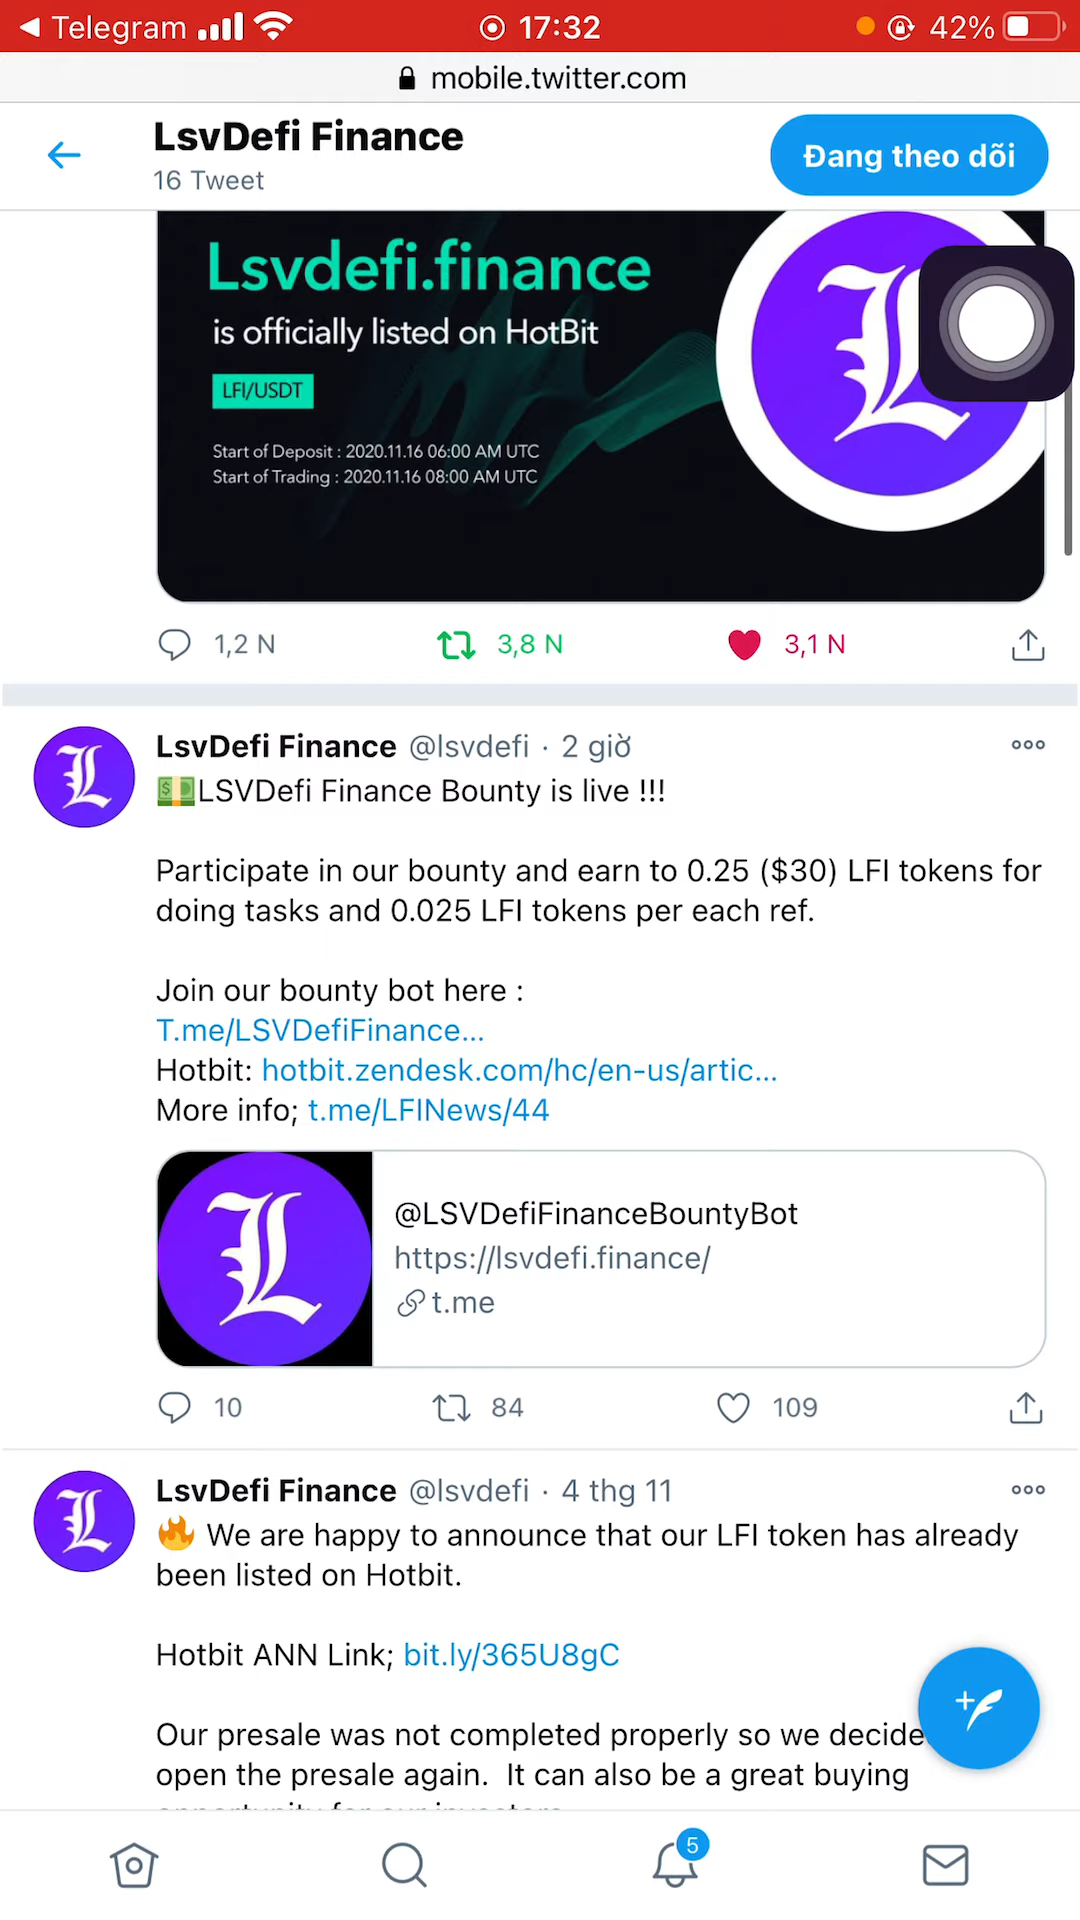 Telegram 17:32 42%
mobile.twitter.com
LsvDefi Finance
16 Tweet
Đang theo dõi
Lsvdefi.finance
is officially listed on HotBit
LFI/USDT
Start of Deposit : 2020.11.16 06:00 AM UTC
Start of Trading : 2020.11.16 08:00 AM UTC
L
1,2 N 3,8 N 3,1 N
LsvDefi Finance @lsvdefi · 2 giờ
LSVDefi Finance Bounty is live !!!
Participate in our bounty and earn to 0.25 ($30) LFI tokens for
doing tasks and 0.025 LFI tokens per each ref.
Join our bounty bot here :
T.me/LSVDefiFinance...
Hotbit: hotbit.zendesk.com/hc/en-us/artic...
More info; t.me/LFINews/44
L
@LSVDefiFinanceBountyBot
https://lsvdefi.finance/
t.me
10 84 109
LsvDefi Finance @lsvdefi · 4 thg 11
We are happy to announce that our LFI token has already
been listed on Hotbit.
Hotbit ANN Link; bit.ly/365U8gC
Our presale was not completed properly so we decide
open the presale again. It can also be a great buying
5